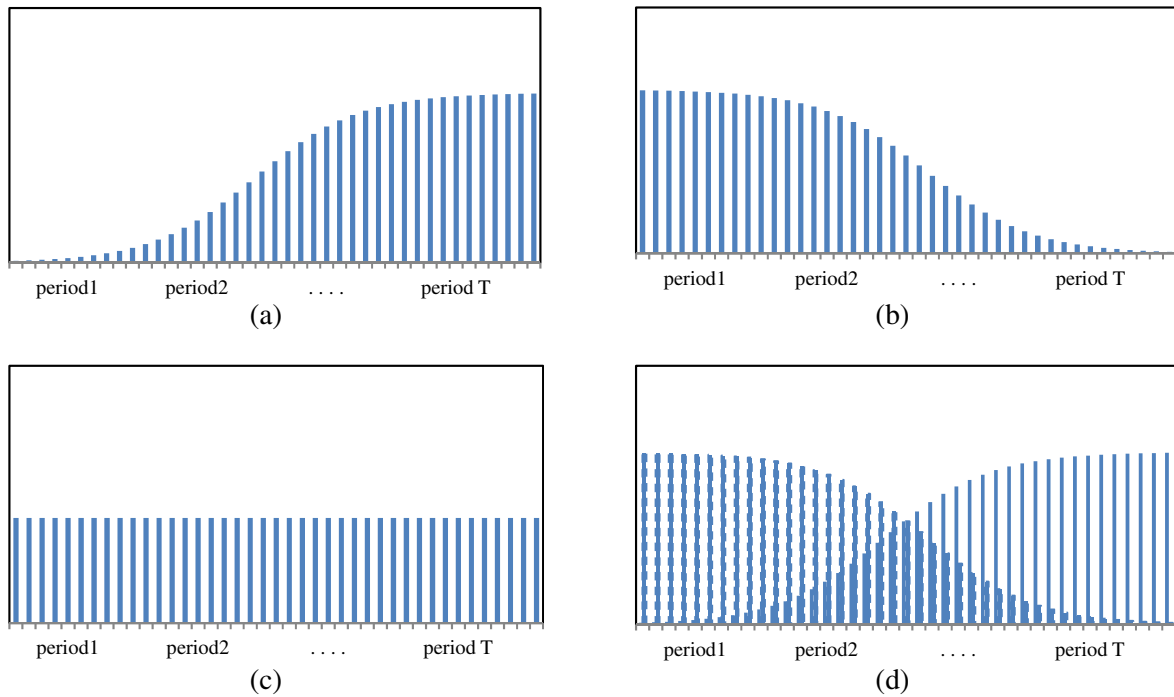 period1 period2 . . . . period T
(a)
period1 period2 . . . . period T
(b)
period1 period2 . . . . period T
(c)
period1 period2 . . . . period T
(d)